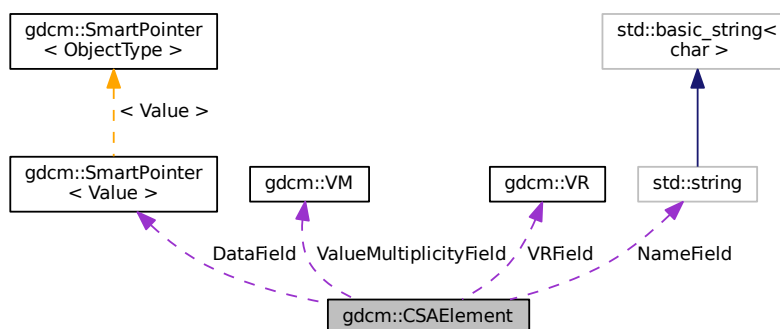 gdcm::SmartPointer
< ObjectType >
std::basic_string<
char >
< Value >
gdcm::SmartPointer
< Value >
gdcm::VM
gdcm::VR
std::string
DataField
ValueMultiplicityField
VRField
NameField
gdcm::CSAElement